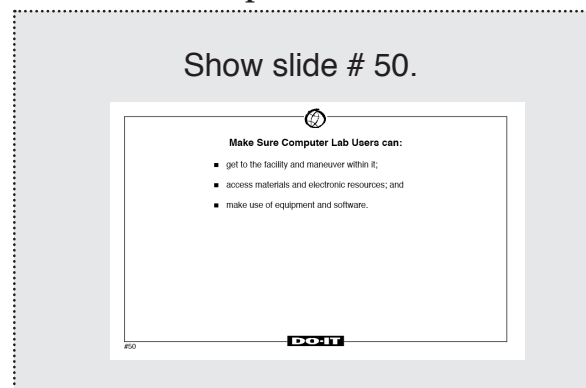 Show slide # 50.
Make Sure Computer Lab Users can:
■ get to the facility and maneuver within it;
■ access materials and electronic resources; and
■ make use of equipment and software.
DO-IT
#50